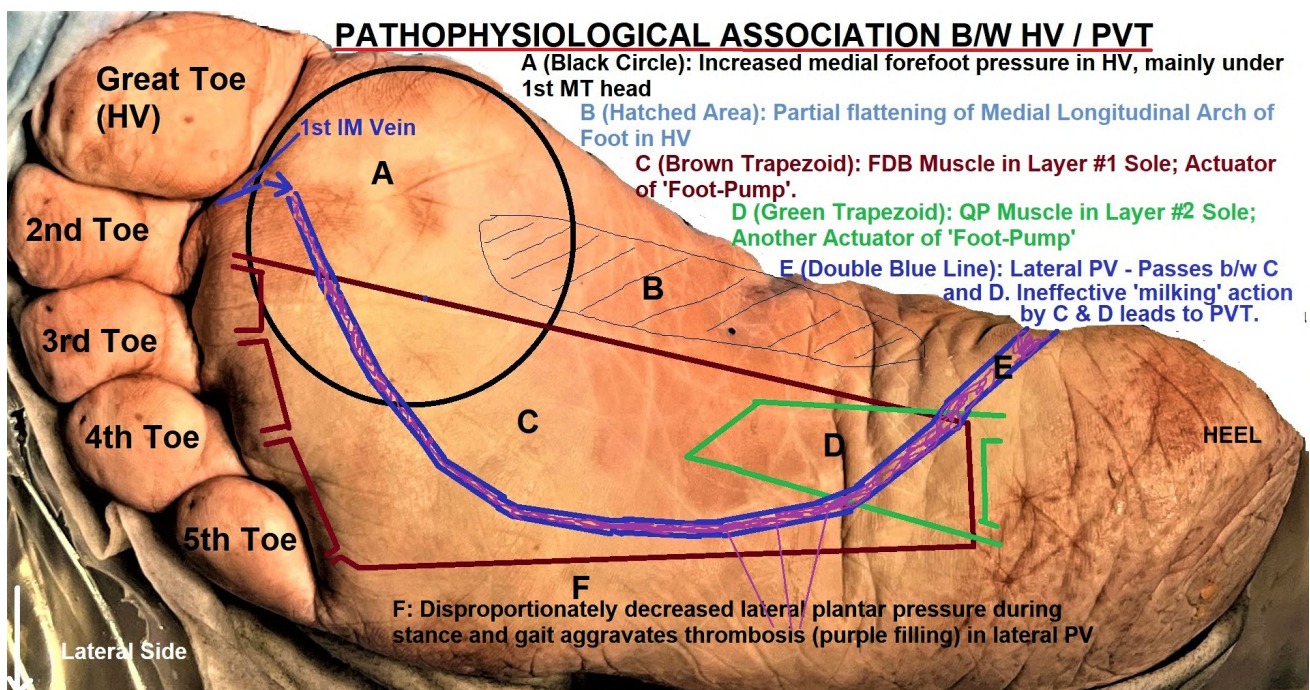 PATHOPHYSIOLOGICAL ASSOCIATION B/W HV / PVT
A (Black Circle): Increased medial forefoot pressure in HV, mainly under
1st MT head
B (Hatched Area): Partial flattening of Medial Longitudinal Arch of
Foot in HV
C (Brown Trapezoid): FDB Muscle in Layer #1 Sole; Actuator
of 'Foot-Pump'.
D (Green Trapezoid): QP Muscle in Layer #2 Sole;
Another Actuator of 'Foot-Pump'
E (Double Blue Line): Lateral PV - Passes b/w C
and D. Ineffective 'milking' action
by C & D leads to PVT.
Great Toe
(HV)
1st IM Vein
A
2nd Toe
B
3rd Toe
E
4th Toe
C
D
HEEL
5th Toe
F
F: Disproportionately decreased lateral plantar pressure during
stance and gait aggravates thrombosis (purple filling) in lateral PV
Lateral Side